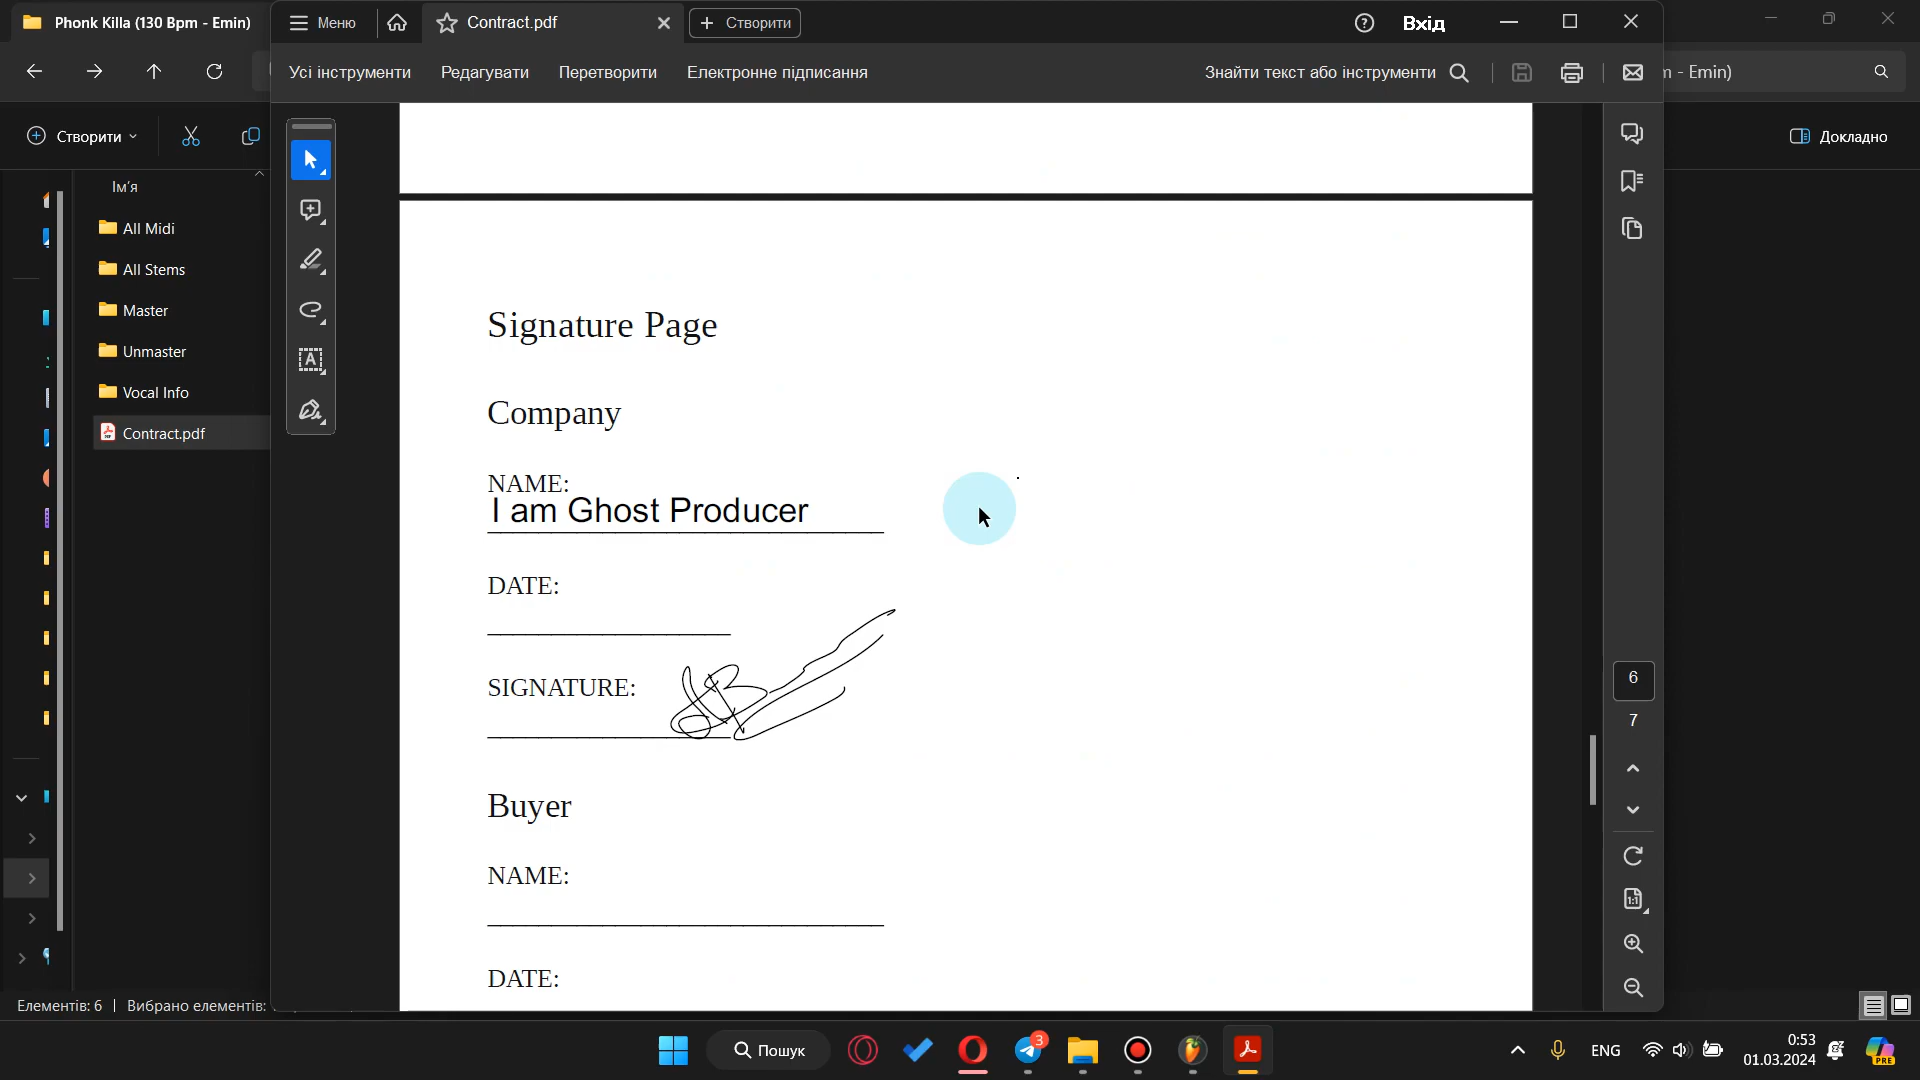 Phonk Killa (130 Bpm - Emin)
Меню
Contract.pdf
Створити
Вхід
Усі інструменти
Редагувати
Перетворити
Електронне підписання
Знайти текст або інструменти
m - Emin)
Створити
Докладно
Ім'я
All Midi
All Stems
Master
Unmaster
Vocal Info
Contract.pdf
Signature Page
Company
NAME:
I am Ghost Producer
DATE:
SIGNATURE:
Buyer
NAME:
DATE:
6
7
Елементів: 6
Вибрано елементів:
Пошук
3
ENG
0:53
01.03.2024
PRE